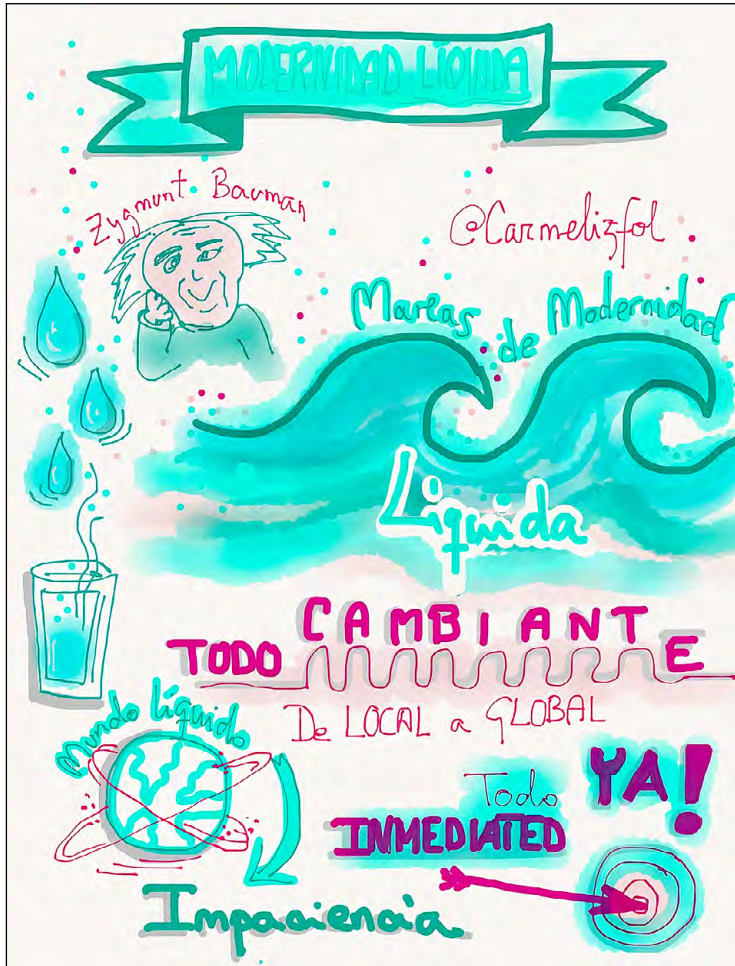 MODERNIDAD LÍQUIDA
Zygmunt Bauman
@Carmelizfol
Mareas de Modernidad
Líquida
TODO CAMBIANTE
De LOCAL a GLOBAL
Mundo líquido
Todo
INMEDIATED
YA!
Impaciencia